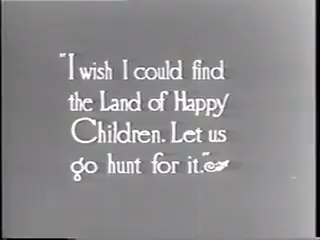 "I wish I could find
the Land of Happy
Children. Let us
go hunt for it."